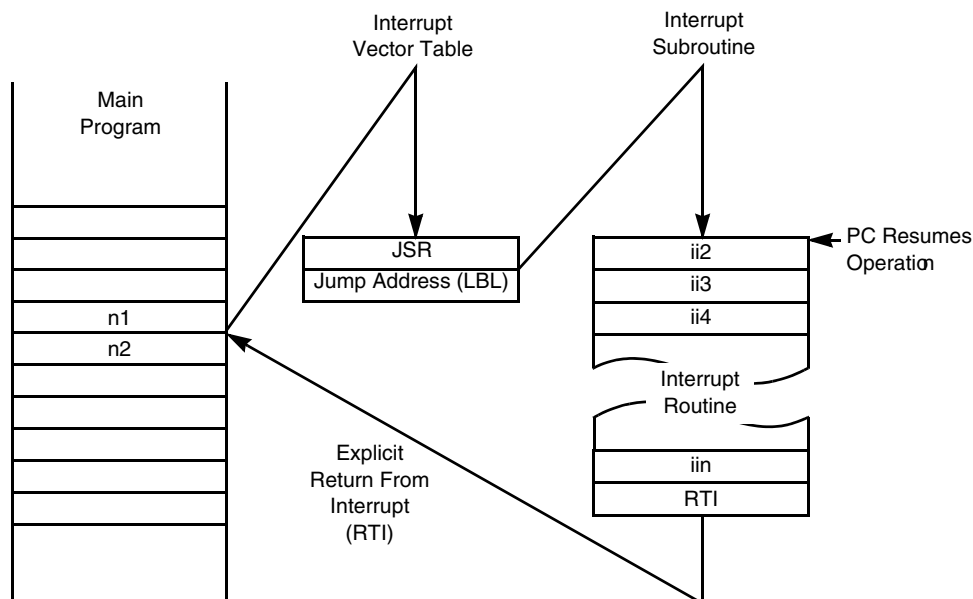 Interrupt
Vector Table
Interrupt
Subroutine
Main
Program
JSR
Jump Address (LBL)
ii2
ii3
ii4
PC Resumes
Operation
n1
n2
Interrupt
Routine
Explicit
Return From
Interrupt
(RTI)
iin
RTI